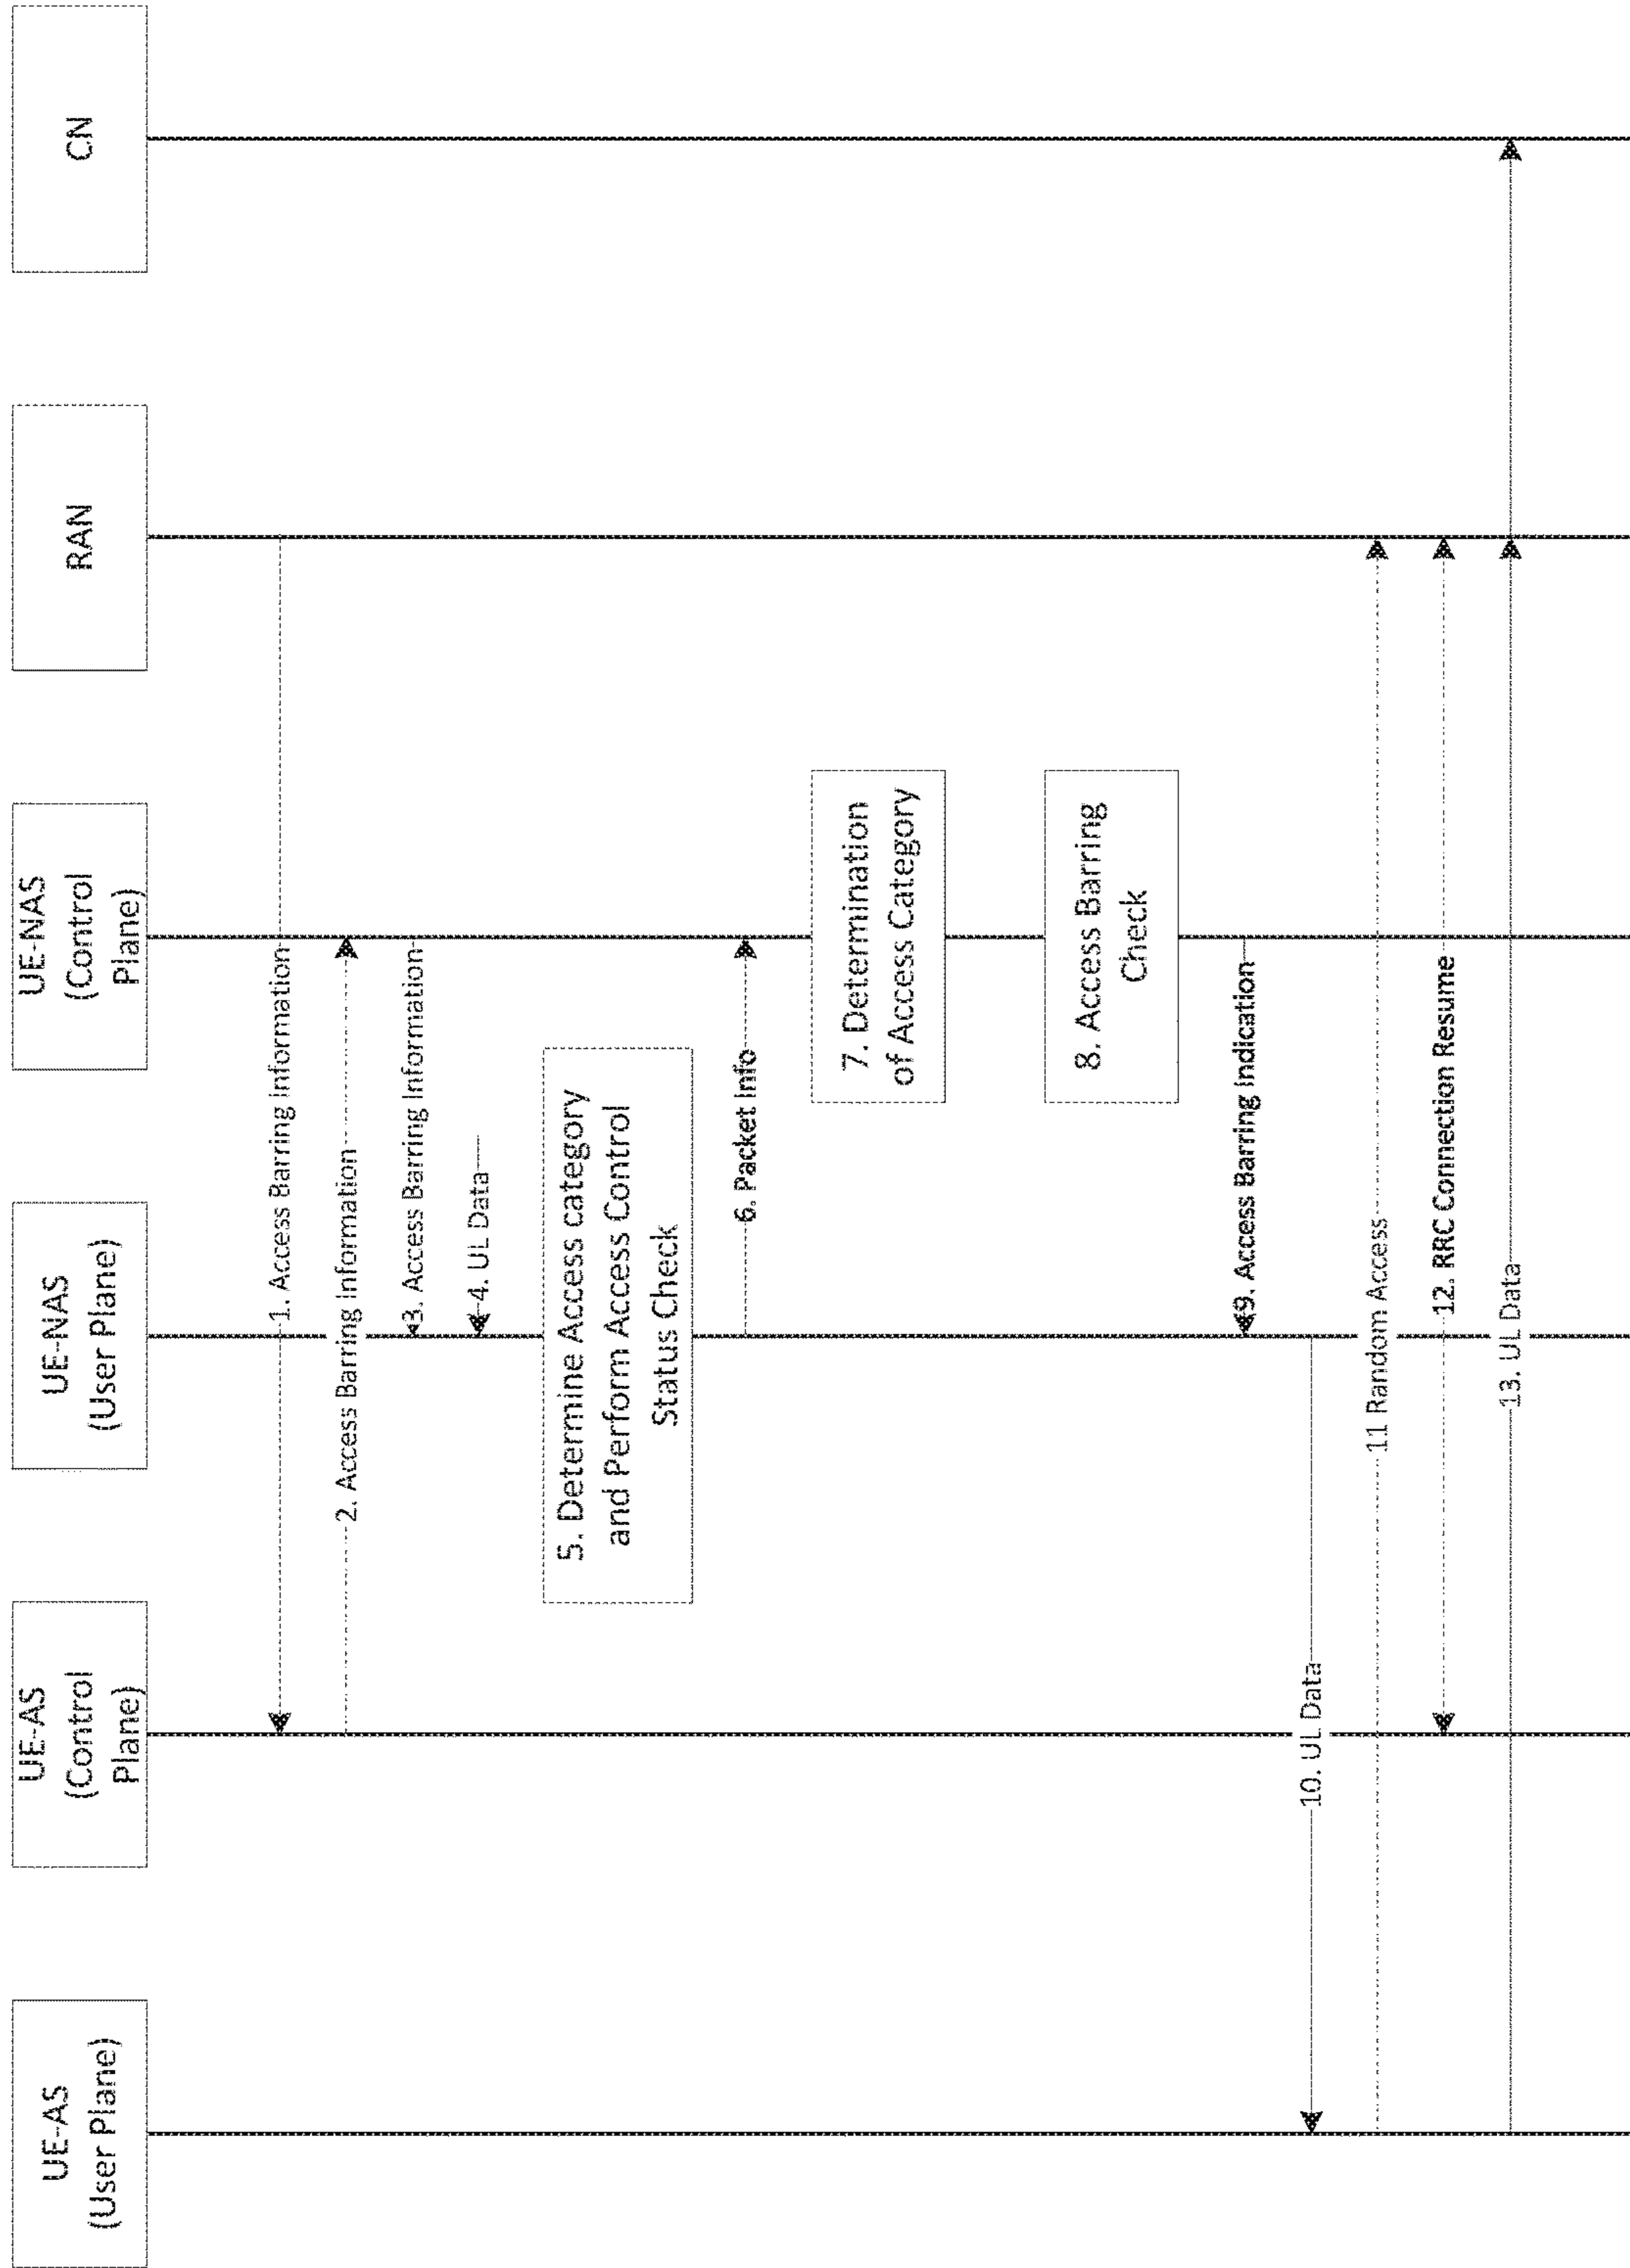 UE-AS
(User Plane)
UE-AS
(Control
Plane)
UE-NAS
(User Plane)
UE-NAS
(Control
Plane)
RAN
CN
1. Access Barring Information
2. Access Barring Information
3. Access Barring Information
4. UL Data
5. Determine Access category
and Perform Access Control
Status Check
6. Packet Info
7. Determination
of Access Category
8. Access Barring
Check
9. Access Barring Indication
10. UL Data
11 Random Access
12. RRC Connection Resume
13. UL Data